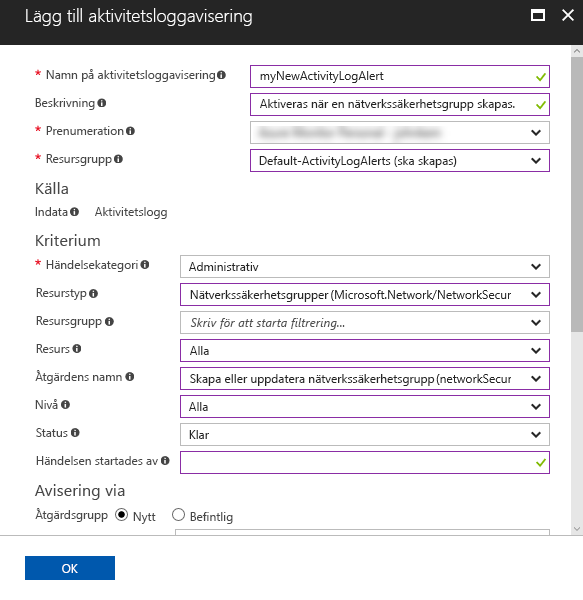 Lägg till aktivitetsloggavisering
* Namn på aktivitetsloggavisering myNewActivityLogAlert
Beskrivning Aktiveras när en nätverkssäkerhetsgrupp skapas.
* Prenumeration
* Resursgrupp Default-ActivityLogAlerts (ska skapas)
Källa
Indata Aktivitetslogg
Kriterium
* Händelsekategori Administrativ
Resurstyp Nätverkssäkerhetsgrupper (Microsoft.Network/NetworkSecur
Resursgrupp Skriv för att starta filtrering...
Resurs Alla
Åtgärdens namn Skapa eller uppdatera nätverkssäkerhetsgrupp (networkSecur
Nivå Alla
Status Klar
Händelsen startades av
Avisering via
Åtgärdsgrupp Nytt Befintlig
OK